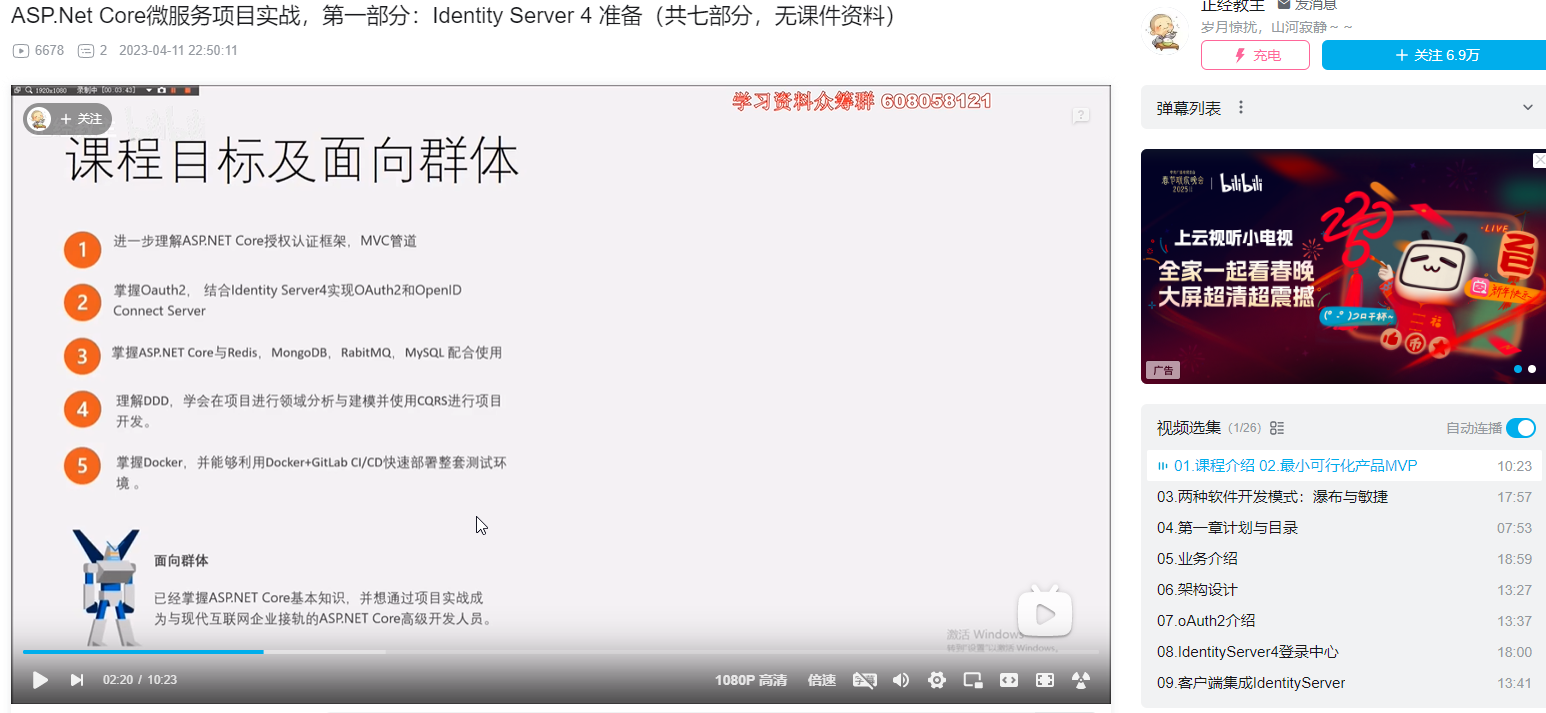 ASP.Net Core微服务项目实战，第一部分：Identity Server 4 准备（共七部分，无课件资料）
6678 2 2023-04-11 22:50:11
正经教主 发消息
岁月惊扰，山河寂静~ ~
充电
+ 关注 6.9万
1920x1080 录制中 [00:03:43]
+ 关注
学习资料众筹群 608058121
课程目标及面向群体
1 进一步理解ASP.NET Core授权认证框架，MVC管道
2 掌握Oauth2， 结合Identity Server4实现OAuth2和OpenID
Connect Server
3 掌握ASP.NET Core与Redis，MongoDB，RabitMQ，MySQL 配合使用
4 理解DDD，学会在项目进行领域分析与建模并使用CQRS进行项目
开发。
5 掌握Docker，并能够利用Docker+GitLab CI/CD快速部署整套测试环
境 。
面向群体
已经掌握ASP.NET Core基本知识，并想通过项目实战成
为与现代互联网企业接轨的ASP.NET Core高级开发人员。
激活 Windows
转到"设置"以激活 Windows。
02:20 / 10:23
1080P 高清 倍速
弹幕列表
春节联欢晚会
2025
bilibili
上云视听小电视
全家一起看春晚
大屏超清超震撼
LIVE
广告
视频选集 (1/26) 自动连播
01.课程介绍 02.最小可行化产品MVP 10:23
03.两种软件开发模式：瀑布与敏捷 17:57
04.第一章计划与目录 07:53
05.业务介绍 18:59
06.架构设计 13:27
07.oAuth2介绍 13:37
08.IdentityServer4登录中心 18:00
09.客户端集成IdentityServer 13:41